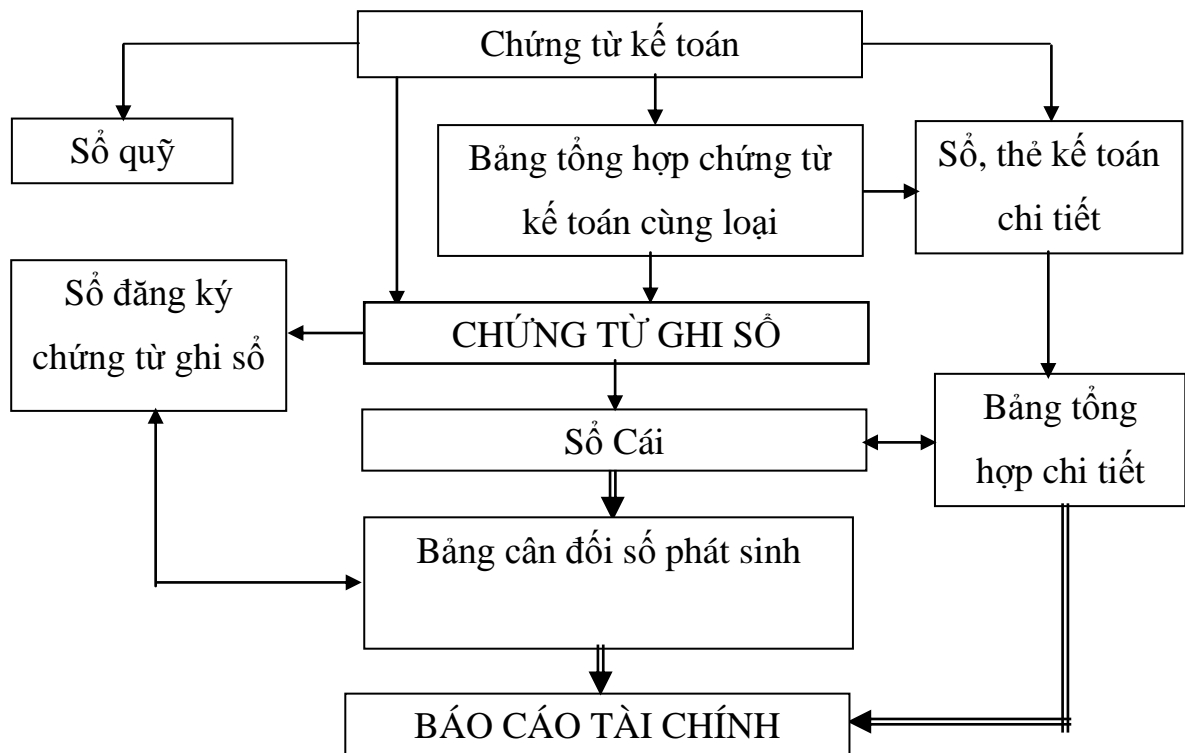 Chứng từ kế toán
Sổ quỹ
Bảng tổng hợp chứng từ
kế toán cùng loại
Sổ, thẻ kế toán
chi tiết
Sổ đăng ký
chứng từ ghi sổ
CHỨNG TỪ GHI SỔ
Sổ Cái
Bảng tổng
hợp chi tiết
Bảng cân đối số phát sinh
BÁO CÁO TÀI CHÍNH